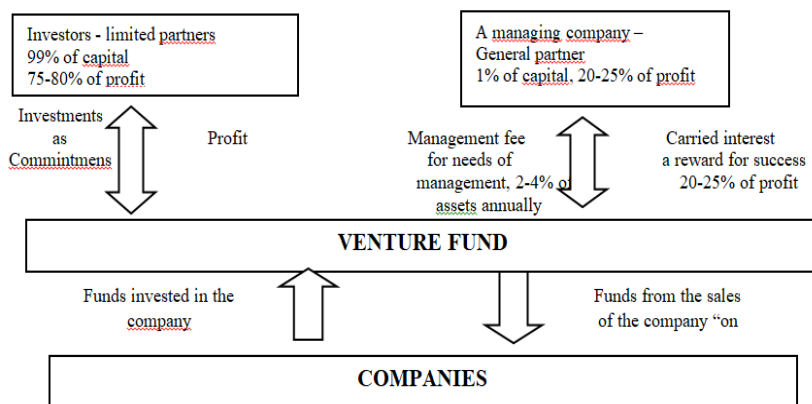 Investors - limited partners
99% of capital
75-80% of profit
A managing company –
General partner
1% of capital, 20-25% of profit
Investments
as
Commintmens
Profit
Management fee
for needs of
management, 2-4% of
assets annually
Carried interest
a reward for success
20-25% of profit
VENTURE FUND
Funds invested in the
company
Funds from the sales
of the company “on
COMPANIES